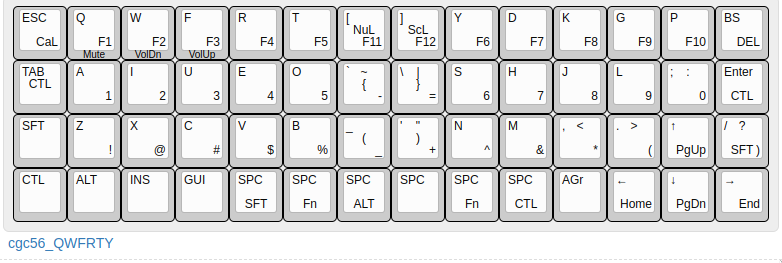 ESC Q W F R T [ ] Y D K G P BS
NuL ScL
CaL F1 F2 F3 F4 F5 F11 F12 F6 F7 F8 F9 F10 DEL
Mute VolDn VolUp
TAB A I U E O ` ~ \ | S H J L ; : Enter
CTL { }
1 2 3 4 5 - = 6 7 8 9 0 CTL
SFT Z X C V B _ ' " N M , < . > ↑ / ?
( )
! @ # $ % _ + ^ & * ( PgUp SFT )
CTL ALT INS GUI SPC SPC SPC SPC SPC SPC AGr ← ↓ →
SFT Fn ALT Fn CTL Home PgDn End
cgc56_QWFRTY